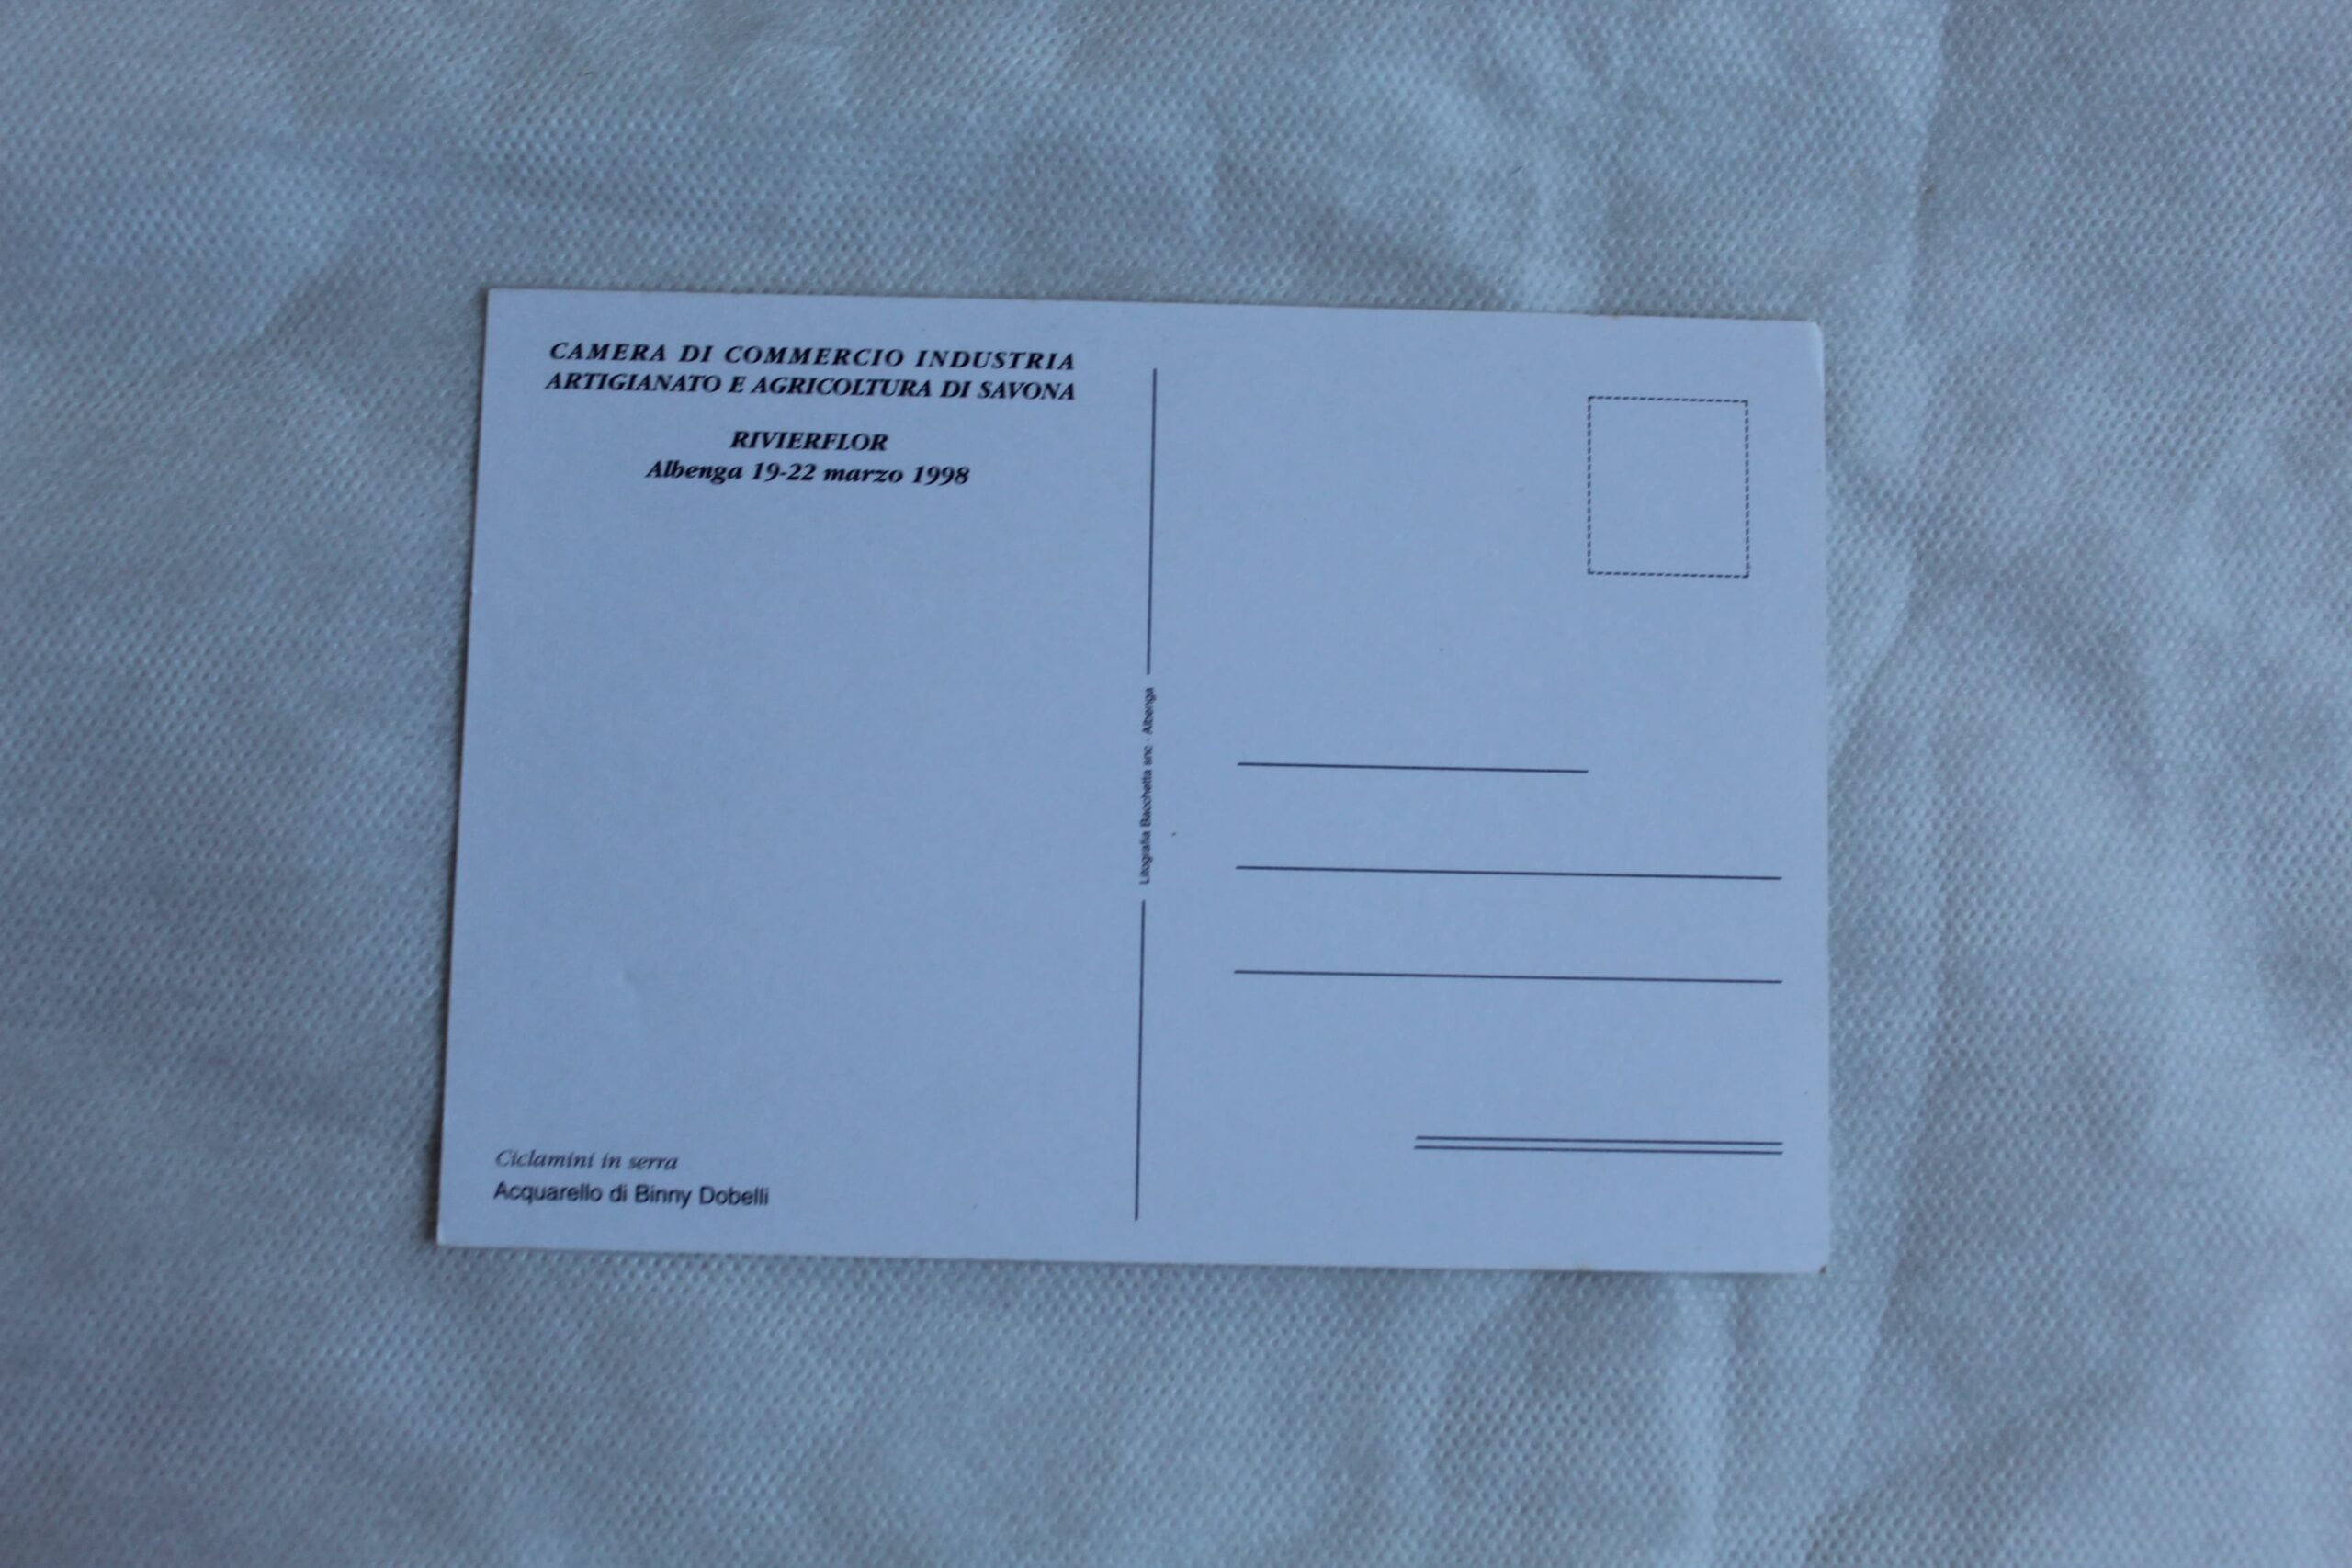 CAMERA DI COMMERCIO INDUSTRIA
ARTIGIANATO E AGRICOLTURA DI SAVONA
RIVIERFLOR
Albenga 19-22 marzo 1998
Ciclamini in serra
Acquarello di Binny Dobelli
Litografia Bacchetta snc - Albenga